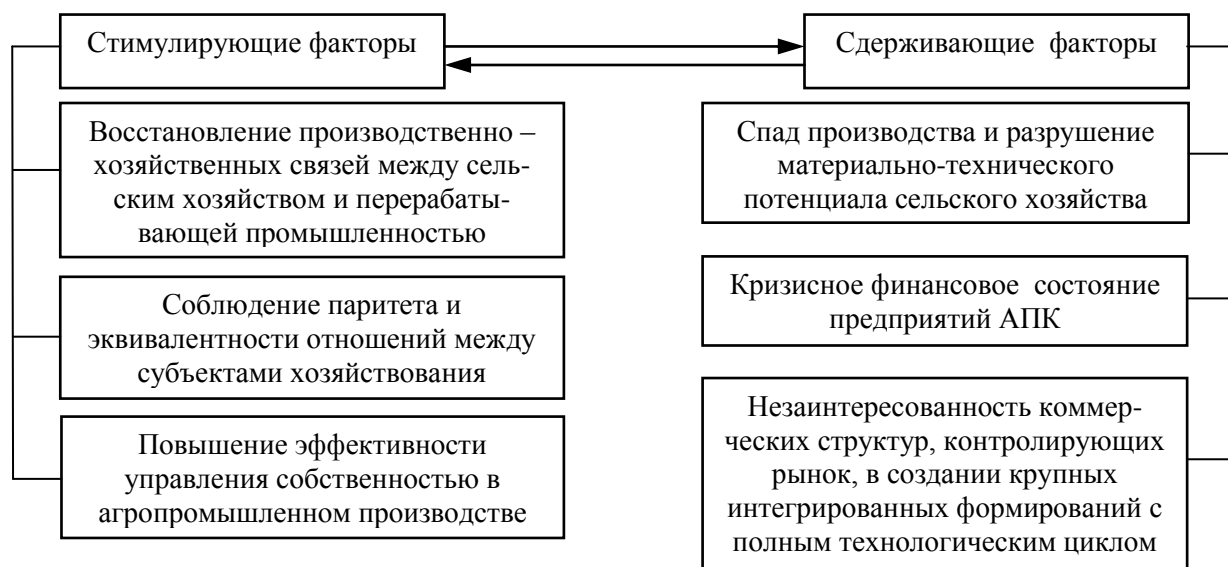 Стимулирующие факторы
Сдерживающие факторы
Восстановление производственно –
хозяйственных связей между сель-
ским хозяйством и перерабаты-
вающей промышленностью
Соблюдение паритета и
эквивалентности отношений между
субъектами хозяйствования
Повышение эффективности
управления собственностью в
агропромышленном производстве
Спад производства и разрушение
материально-технического
потенциала сельского хозяйства
Кризисное финансовое состояние
предприятий АПК
Незаинтересованность коммер-
ческих структур, контролирующих
рынок, в создании крупных
интегрированных формирований с
полным технологическим циклом